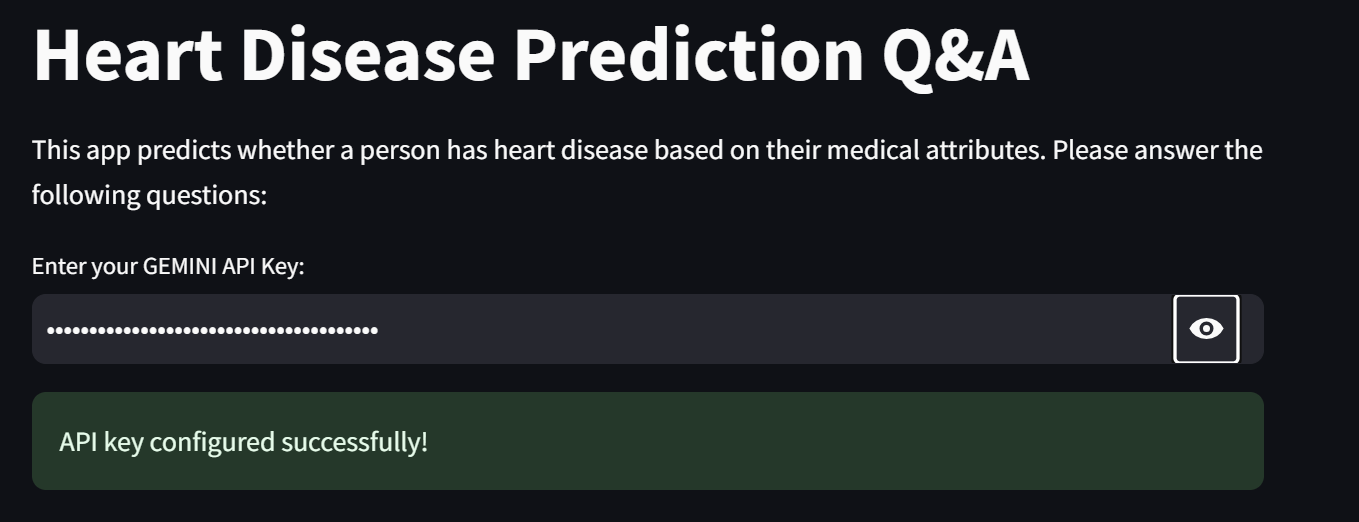 Heart Disease Prediction Q&A
This app predicts whether a person has heart disease based on their medical attributes. Please answer the
following questions:
Enter your GEMINI API Key:
•••••••••••••••••••••••••••••••••••••••
API key configured successfully!